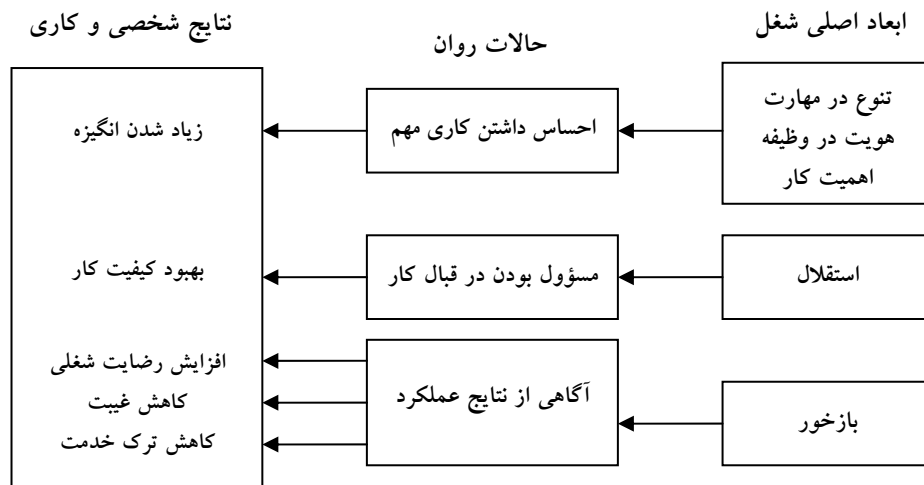 ابعاد اصلی شغل
حالات روان
نتایج شخصی و کاری
تنوع در مهارت
هویت در وظیفه
اهمیت کار
احساس داشتن کاری مهم
زیاد شدن انگیزه
استقلال
مسؤول بودن در قبال کار
بهبود کیفیت کار
بازخور
آگاهی از نتایج عملکرد
افزایش رضایت شغلی
کاهش غیبت
کاهش ترک خدمت